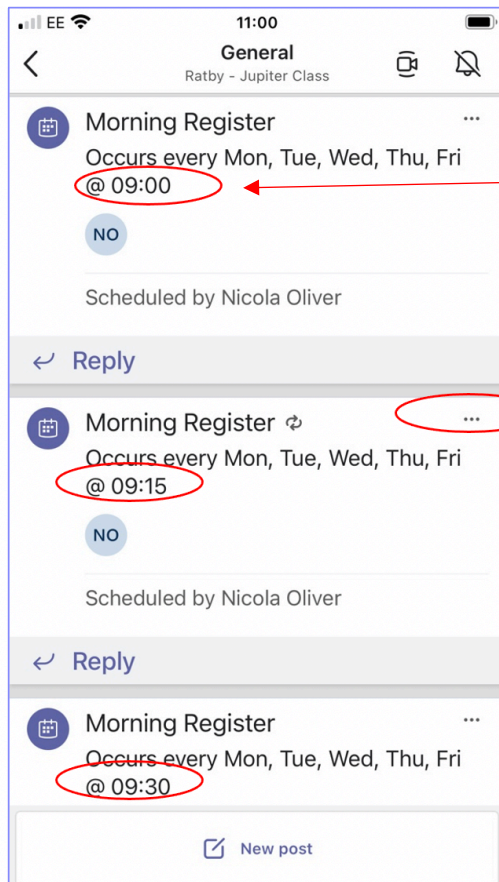 EE 11:00
General
Ratby - Jupiter Class
Morning Register
Occurs every Mon, Tue, Wed, Thu, Fri
@ 09:00
NO
Scheduled by Nicola Oliver
Reply
Morning Register
Occurs every Mon, Tue, Wed, Thu, Fri
@ 09:15
NO
Scheduled by Nicola Oliver
Reply
Morning Register
Occurs every Mon, Tue, Wed, Thu, Fri
@ 09:30
New post